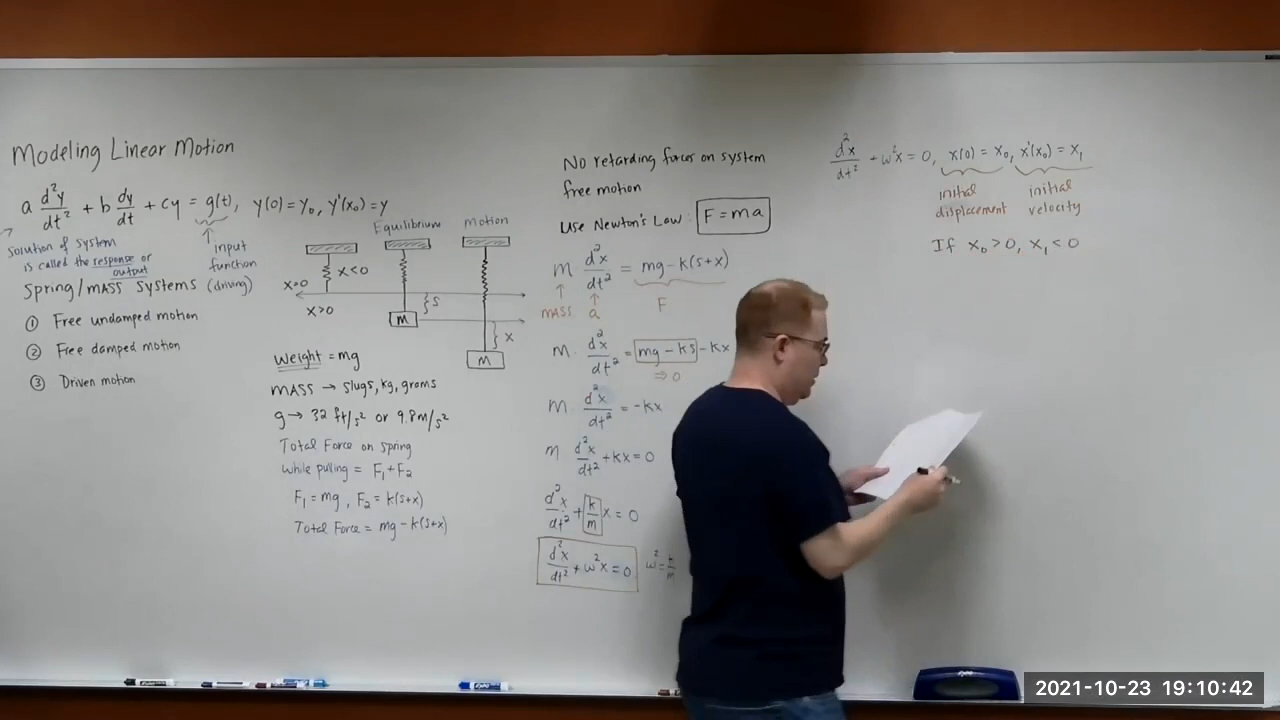 Modeling Linear Motion
a d²y/dt² + b dy/dt + cy = g(t), y(0) = y₀, y'(x₀) = y
solution of system
is called the response or
output
input
function
(driving)
Spring/mass Systems
① Free undamped motion
② Free damped motion
③ Driven motion
Equilibrium
Motion
x=0
x<0
x>0
S
M
x
M
Weight = mg
mass → slugs, kg, grams
g → 32 ft/s² or 9.8 m/s²
Total Force on spring
while pulling = F₁+F₂
F₁ = mg, F₂ = k(s+x)
Total Force = mg - k(s+x)
No retarding forces on system
free motion
Use Newton's Law: F = ma
m d²x/dt² = mg - k(s+x)
mass a F
m d²x/dt² = mg - ks - kx
⇒ 0
m d²x/dt² = -kx
m d²x/dt² + kx = 0
d²x/dt² + k/m x = 0
d²x/dt² + w²x = 0 w² = k/m
d²x/dt² + w²x = 0, x(0) = x₀, x'(x₀) = x₁
initial
displacement
initial
velocity
If x₀ > 0, x₁ < 0
2021-10-23 19:10:42